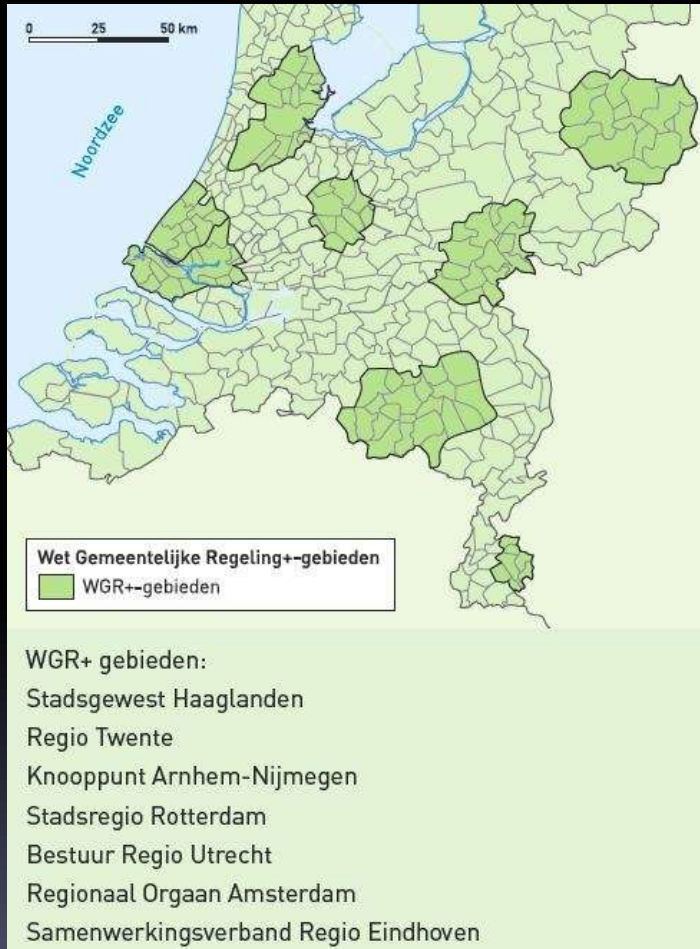 0 25 50 km
Noordzee
Wet Gemeentelijke Regeling+-gebieden
WGR+-gebieden
WGR+ gebieden:
Stadsgewest Haaglanden
Regio Twente
Knooppunt Arnhem-Nijmegen
Stadsregio Rotterdam
Bestuur Regio Utrecht
Regionaal Orgaan Amsterdam
Samenwerkingsverband Regio Eindhoven